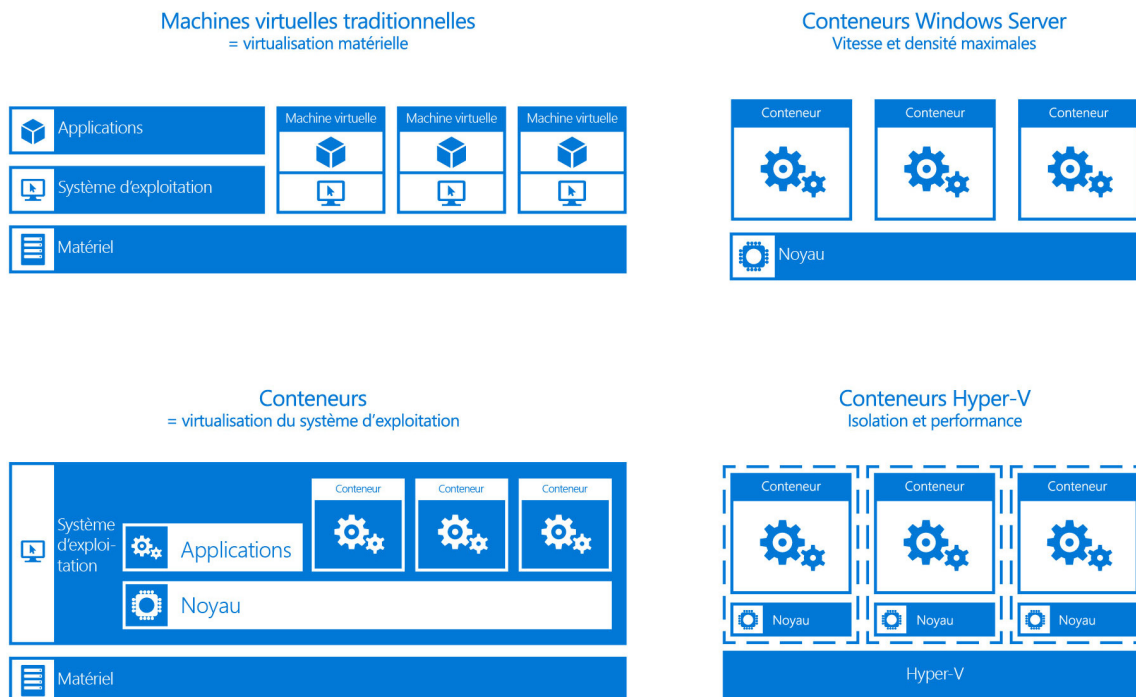 Machines virtuelles traditionnelles
= virtualisation matérielle
Applications
Machine virtuelle
Machine virtuelle
Machine virtuelle
Système d'exploitation
Matériel
Conteneurs Windows Server
Vitesse et densité maximales
Conteneur
Conteneur
Conteneur
Noyau
Conteneurs
= virtualisation du système d'exploitation
Conteneur
Conteneur
Conteneur
Système
d'exploi-
tation
Applications
Noyau
Matériel
Conteneurs Hyper-V
Isolation et performance
Conteneur
Conteneur
Conteneur
Noyau
Noyau
Noyau
Hyper-V